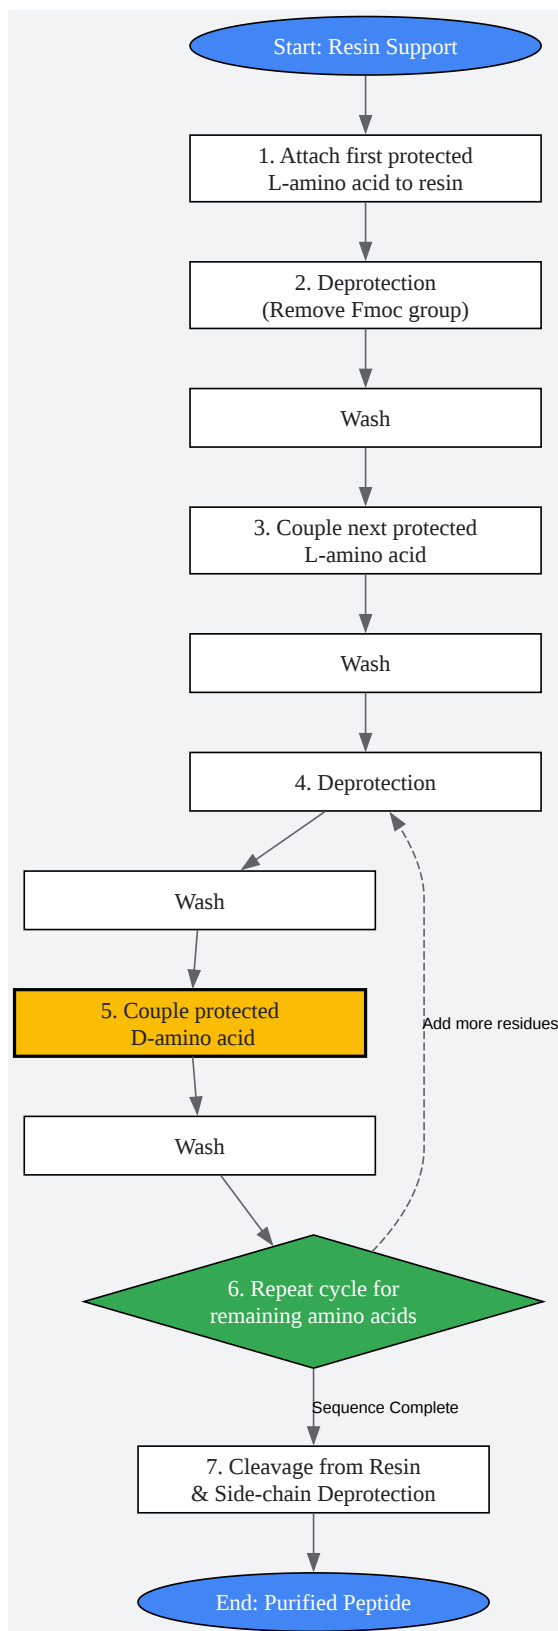 Start: Resin Support
1. Attach first protected
L-amino acid to resin
2. Deprotection
(Remove Fmoc group)
Wash
3. Couple next protected
L-amino acid
Wash
4. Deprotection
Wash
5. Couple protected
D-amino acid
Add more residues
Wash
6. Repeat cycle for
remaining amino acids
Sequence Complete
7. Cleavage from Resin
& Side-chain Deprotection
End: Purified Peptide